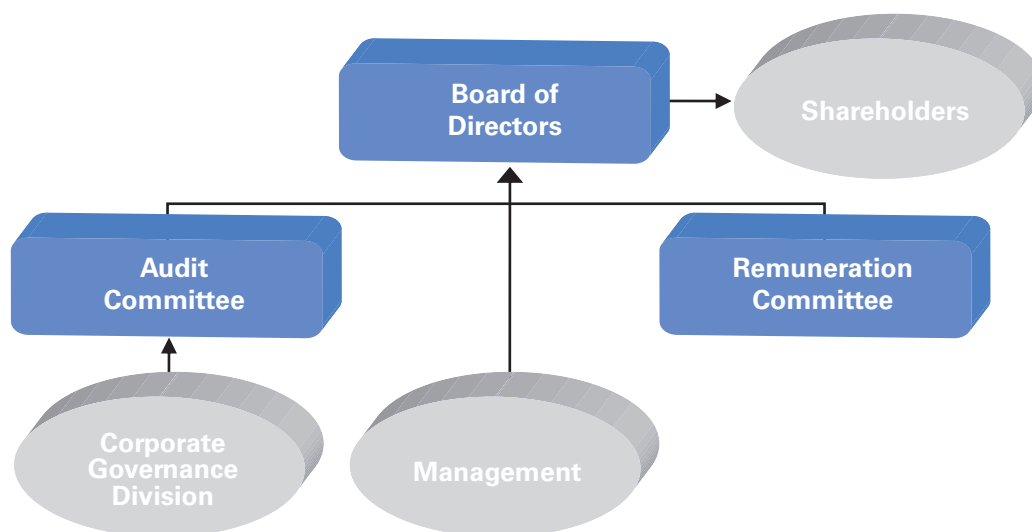 Board of
Directors
Shareholders
Audit
Committee
Remuneration
Committee
Corporate
Governance
Division
Management